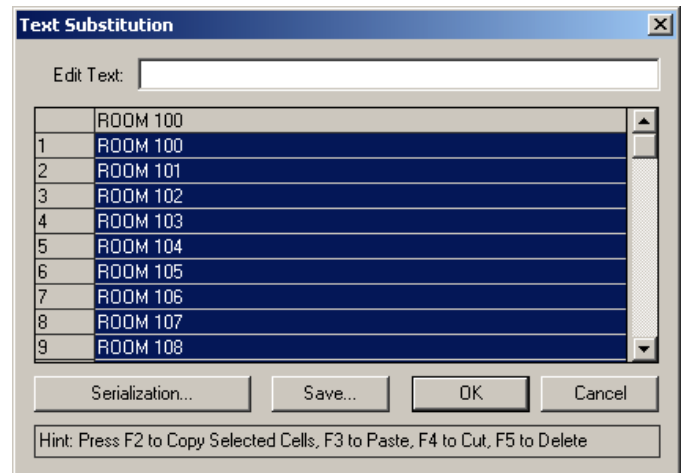 Text Substitution
Edit Text:
ROOM 100
1 ROOM 100
2 ROOM 101
3 ROOM 102
4 ROOM 103
5 ROOM 104
6 ROOM 105
7 ROOM 106
8 ROOM 107
9 ROOM 108
Serialization... Save... OK Cancel
Hint: Press F2 to Copy Selected Cells, F3 to Paste, F4 to Cut, F5 to Delete